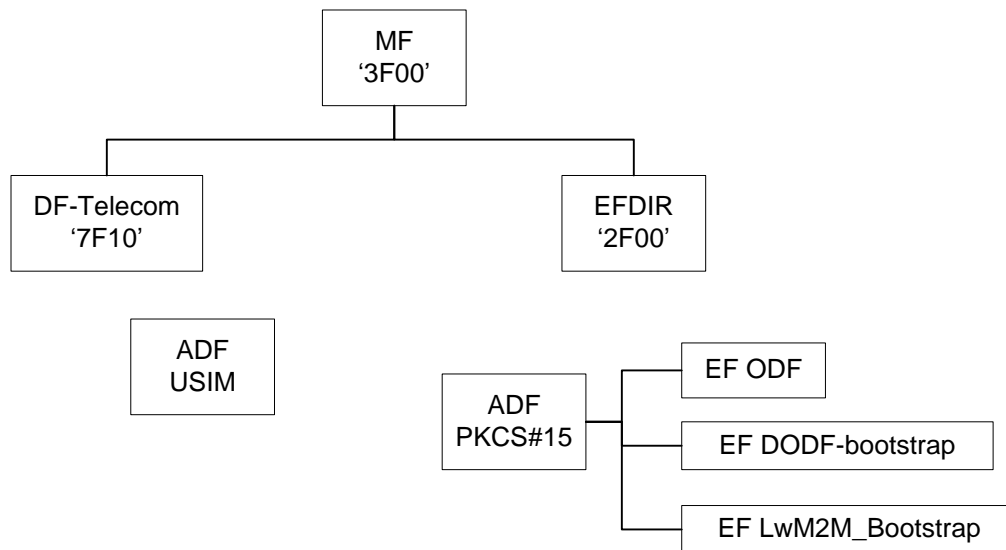 MF
‘3F00’
DF-Telecom
‘7F10’
EFDIR
‘2F00’
ADF
USIM
ADF
PKCS#15
EF ODF
EF DODF-bootstrap
EF LwM2M_Bootstrap